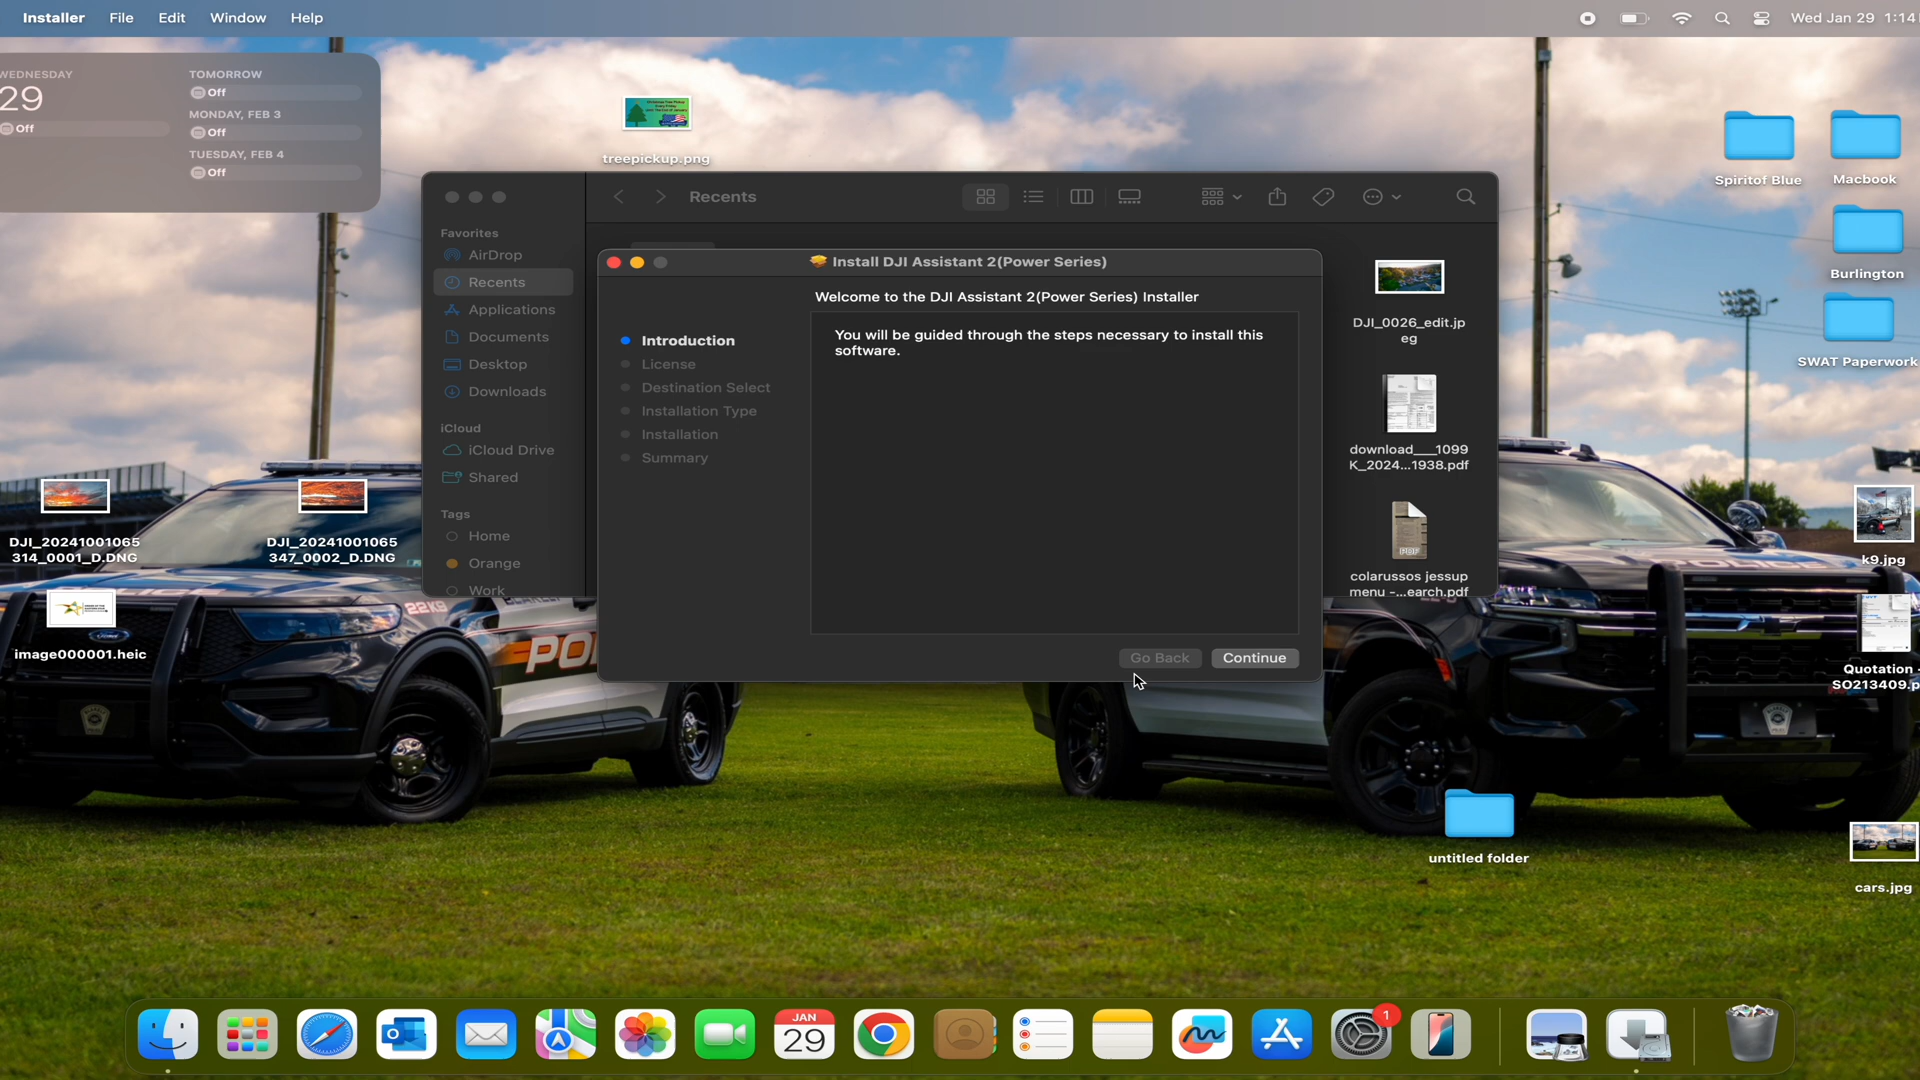 Installer File Edit Window Help
Wed Jan 29 1:14
WEDNESDAY
29
Off
TOMORROW
Off
MONDAY, FEB 3
Off
TUESDAY, FEB 4
Off
treepickup.png
Spiritof Blue
Macbook
Burlington
SWAT Paperwork
Recents
Favorites
AirDrop
Recents
Applications
Documents
Desktop
Downloads
iCloud
iCloud Drive
Shared
Tags
Home
Orange
Work
Install DJI Assistant 2(Power Series)
Welcome to the DJI Assistant 2(Power Series) Installer
Introduction
License
Destination Select
Installation Type
Installation
Summary
You will be guided through the steps necessary to install this
software.
Go Back
Continue
DJI_0026_edit.jp
eg
download___1099
K_2024...1938.pdf
PDF
colarussos jessup
menu -...earch.pdf
DJI_20241001065
314_0001_D.DNG
DJI_20241001065
347_0002_D.DNG
image000001.heic
k9.jpg
Quotation -
SO213409.p
untitled folder
cars.jpg
22K9
PO
POLICE
JAN
29
1